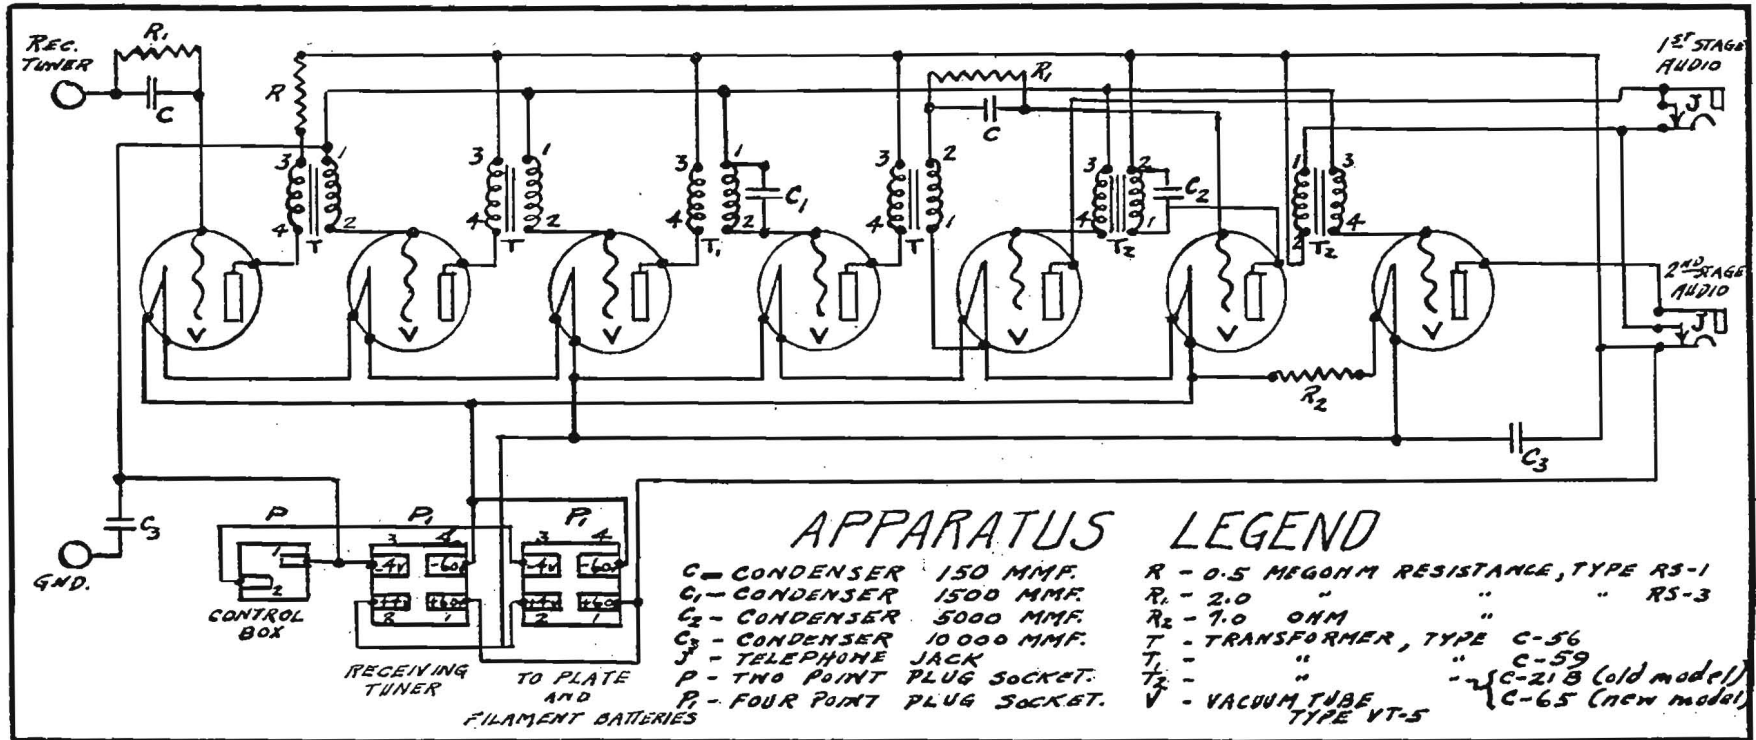 REC.
TUNER
R₁
C
R
3 1
4 2
T
3 1
4 2
T
3 1
4 2
T₁
C₁
3 2
4 1
T
R₁
C
3 2
4 1
T₂
C₂
1 3
2 4
T₂
1ST STAGE
AUDIO
J
2ND STAGE
AUDIO
J
V
V
V
V
V
V
V
R₂
C₃
C₃
GND.
P
1
2
CONTROL
BOX
P₁
3 4
-4V -60V
+4V +60V
2 1
RECEIVING
TUNER
P₁
3 4
-4V -60V
+4V +60V
2 1
TO PLATE
AND
FILAMENT BATTERIES
APPARATUS LEGEND
C - CONDENSER 150 MMF.
C₁ - CONDENSER 1500 MMF.
C₂ - CONDENSER 5000 MMF.
C₃ - CONDENSER 10000 MMF.
J - TELEPHONE JACK
P - TWO POINT PLUG SOCKET.
P₁ - FOUR POINT PLUG SOCKET.
R - 0.5 MEGOHM RESISTANCE, TYPE RS-1
R₁ - 2.0 " " " RS-3
R₂ - 7.0 OHM "
T - TRANSFORMER, TYPE C-56
T₁ - " " C-59
T₂ - " " - { C-21B (old model)
C-65 (new model)
V - VACUUM TUBE
TYPE VT-5